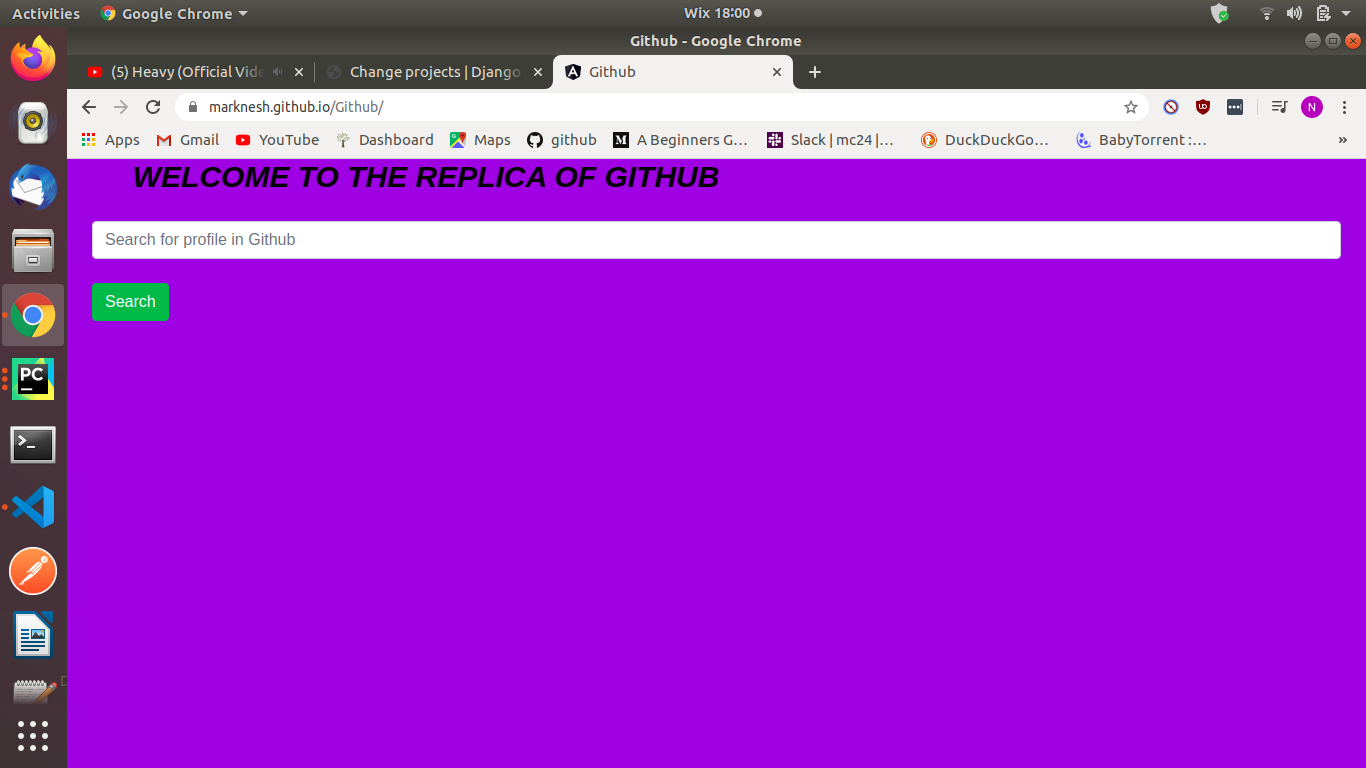 Activities Google Chrome Wix 18:00
Github - Google Chrome
(5) Heavy (Official Vide Change projects | Django Github
marknesh.github.io/Github/ N
Apps Gmail YouTube Dashboard Maps github A Beginners G… Slack | mc24 |… DuckDuckGo… BabyTorrent :… »
WELCOME TO THE REPLICA OF GITHUB
Search for profile in Github
Search
PC